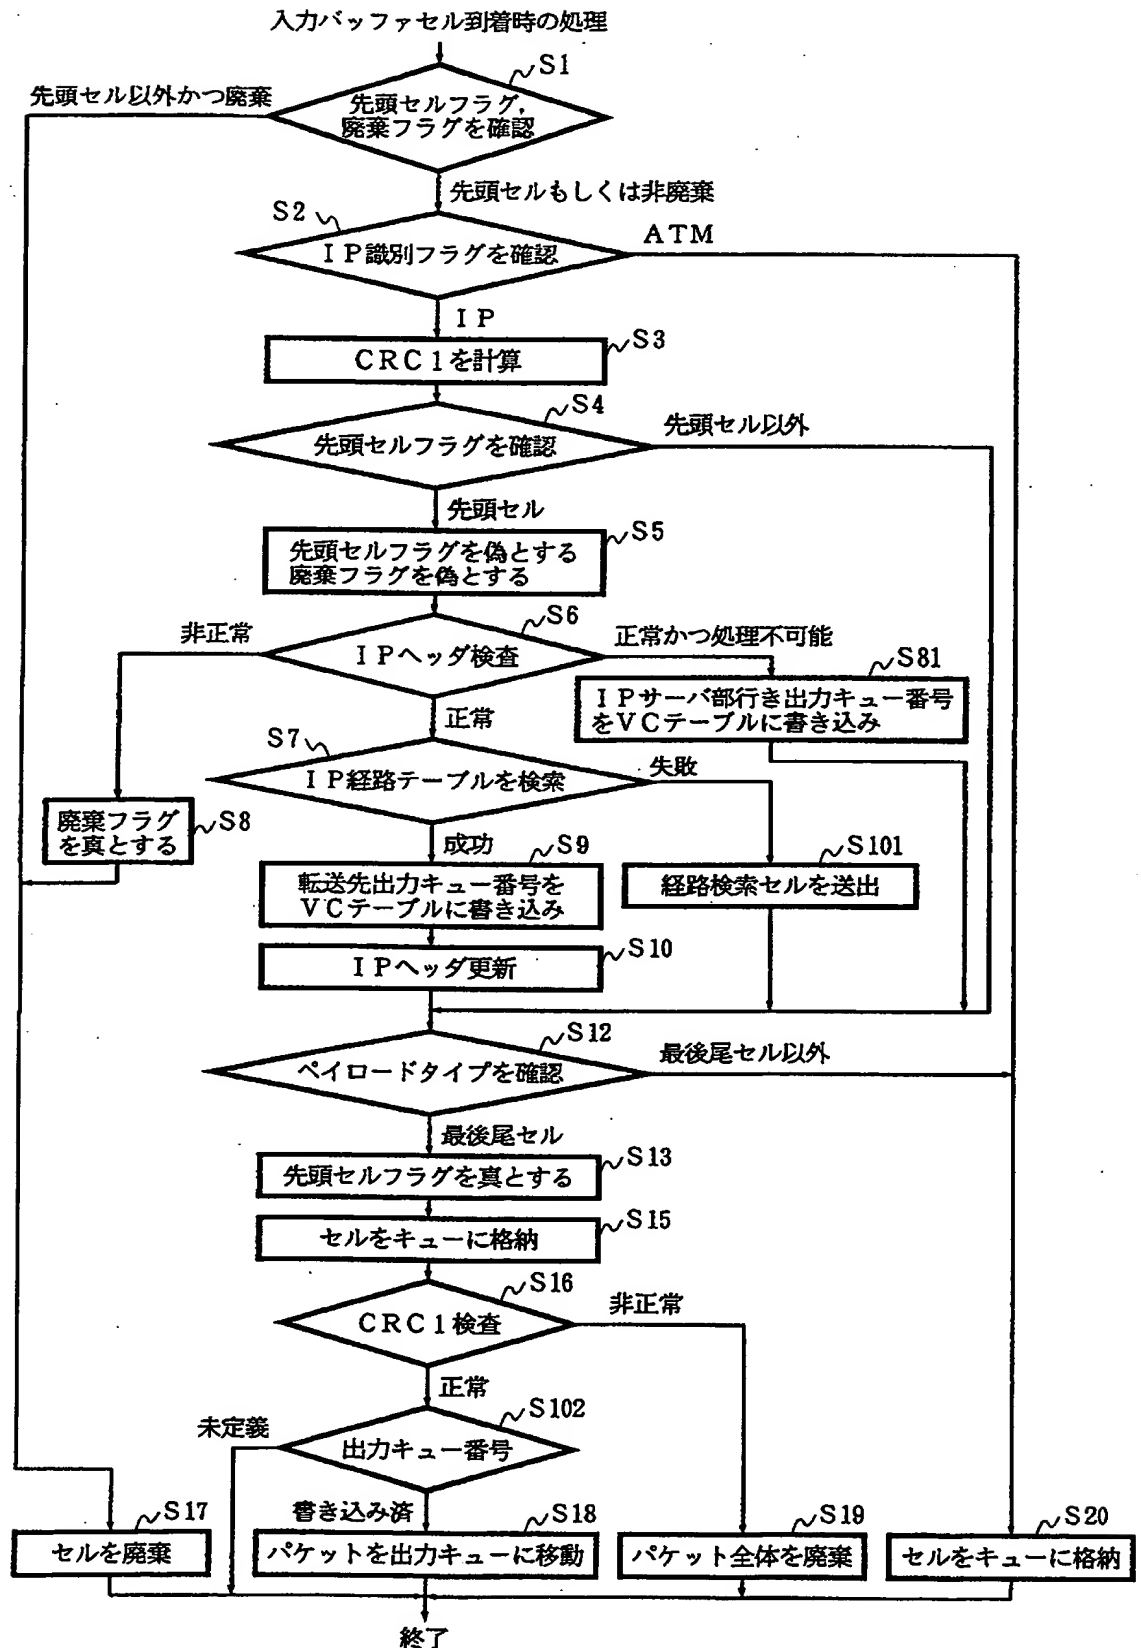 入力バッファセル到着時の処理
S1
先頭セル以外かつ廃棄
先頭セルフラグ,
廃棄フラグを確認
先頭セルもしくは非廃棄
S2
IP識別フラグを確認
ATM
IP
S3
CRC1を計算
S4
先頭セルフラグを確認
先頭セル以外
先頭セル
S5
先頭セルフラグを偽とする
廃棄フラグを偽とする
S6
非正常
IPヘッダ検査
正常かつ処理不可能
S81
IPサーバ部行き出力キュー番号
をVCテーブルに書き込み
正常
S7
IP経路テーブルを検索
失敗
廃棄フラグ
を真とする
S8
成功
S9
転送先出力キュー番号を
VCテーブルに書き込み
S101
経路検索セルを送出
S10
IPヘッダ更新
S12
ペイロードタイプを確認
最後尾セル以外
最後尾セル
S13
先頭セルフラグを真とする
S15
セルをキューに格納
S16
CRC1検査
非正常
正常
S102
未定義
出力キュー番号
書き込み済
S17
セルを廃棄
S18
パケットを出力キューに移動
S19
パケット全体を廃棄
S20
セルをキューに格納
終了